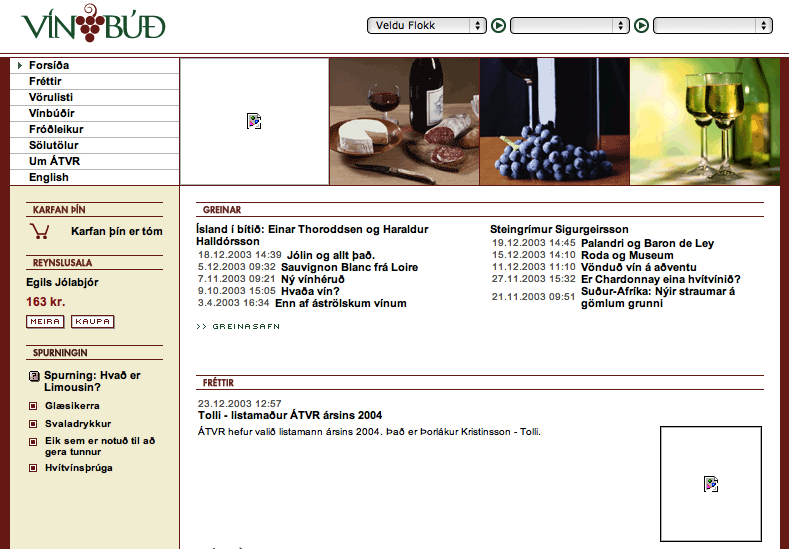 VÍN BÚÐ
Veldu Flokk
Forsíða
Fréttir
Vörulisti
Vínbúðir
Fróðleikur
Sölutölur
Um ÁTVR
English
KARFAN ÞÍN
Karfan þín er tóm
REYNSLUSALA
Egils Jólabjór
163 kr.
MEIRA KAUPA
SPURNINGIN
Spurning: Hvað er
Limousin?
Glæsikerra
Svaladrykkur
Eik sem er notuð til að
gera tunnur
Hvítvínsþrúga
GREINAR
Ísland í bítið: Einar Thoroddsen og Haraldur
Halldórsson
18.12.2003 14:39 Jólin og allt það.
5.12.2003 09:32 Sauvignon Blanc frá Loire
7.11.2003 09:21 Ný vínhéruð
9.10.2003 15:05 Hvaða vín?
3.4.2003 16:34 Enn af áströlskum vínum
Steingrímur Sigurgeirsson
19.12.2003 14:45 Palandri og Baron de Ley
15.12.2003 14:10 Roda og Museum
11.12.2003 11:10 Vönduð vín á aðventu
27.11.2003 15:32 Er Chardonnay eina hvítvínið?
21.11.2003 09:51 Suður-Afríka: Nýir straumar á
gömlum grunni
>> GREINASAFN
FRÉTTIR
23.12.2003 12:57
Tolli - listamaður ÁTVR ársins 2004
ÁTVR hefur valið listamann ársins 2004. Það er Þorlákur Kristinsson - Tolli.